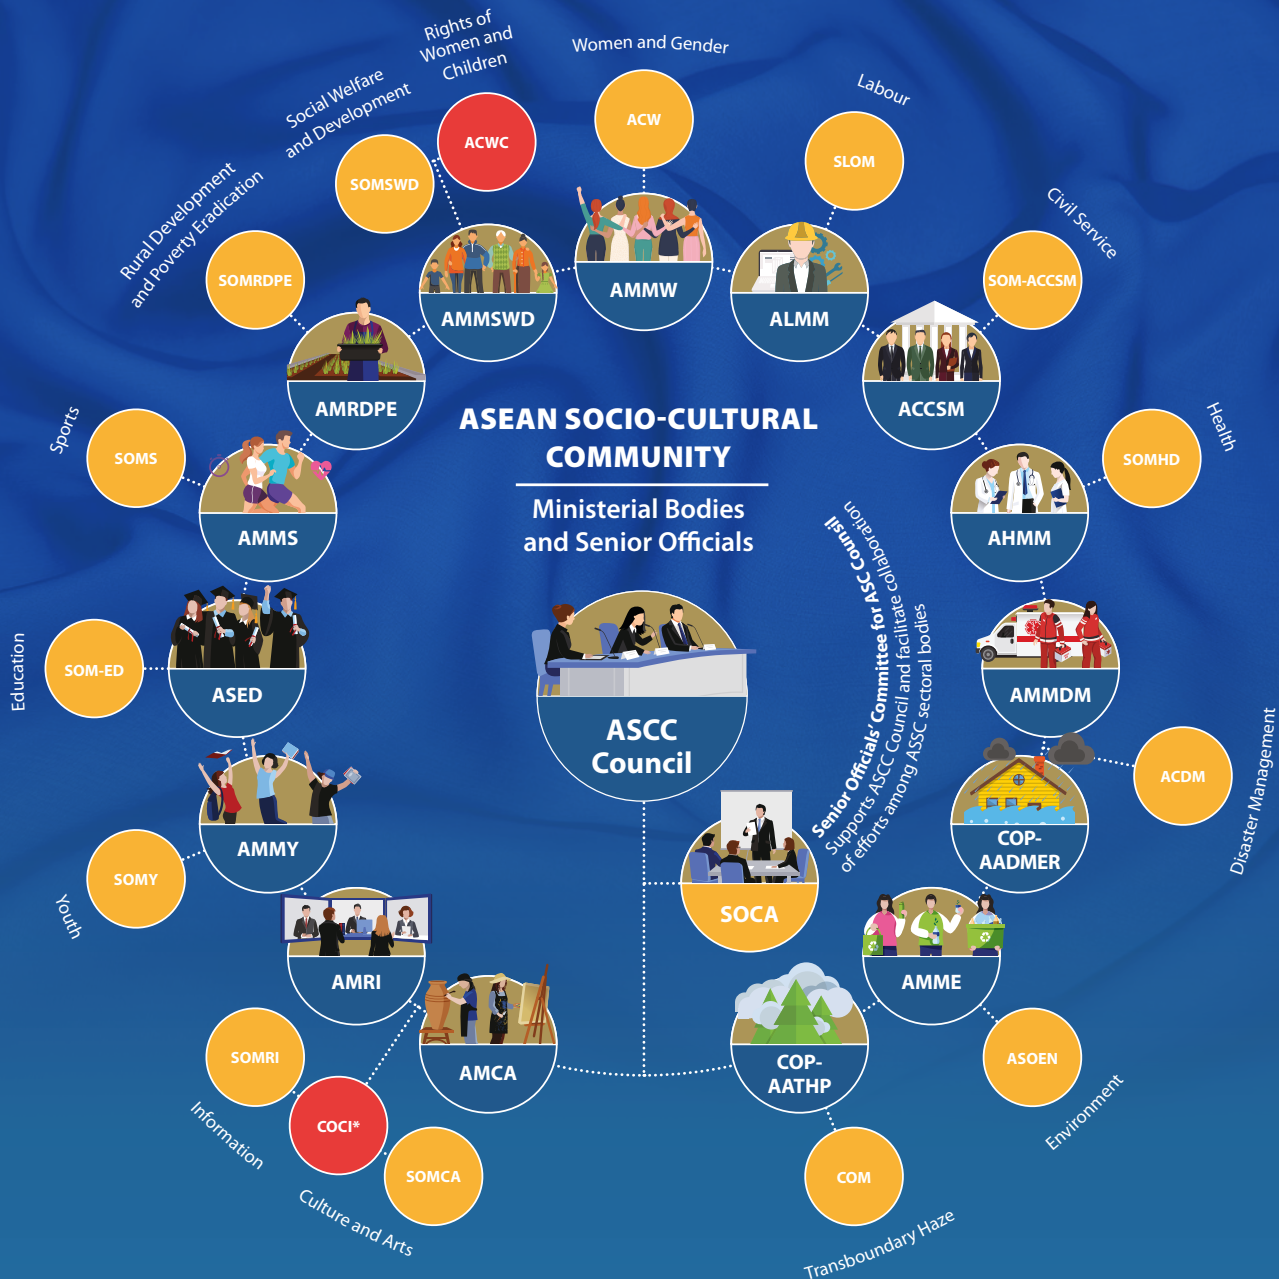 ASEAN SOCIO-CULTURAL
COMMUNITY
Ministerial Bodies
and Senior Officials
ASCC
Council
SOCA
Senior Officials’ Committee for ASC Counsil
Supports ASCC Council and facilitate collaboration
of efforts among ASSC sectoral bodies
Women and Gender
ACW
AMMW
Labour
SLOM
ALMM
Civil Service
SOM-ACCSM
ACCSM
Health
SOMHD
AHMM
AMMDM
Disaster Management
ACDM
COP-
AADMER
AMME
ASOEN
Environment
COP-
AATHP
COM
Transboundary Haze
AMCA
SOMCA
Culture and Arts
COCI*
AMRI
SOMRI
Information
AMMY
SOMY
Youth
ASED
SOM-ED
Education
AMMS
SOMS
Sports
AMRDPE
SOMRDPE
Rural Development
and Poverty Eradication
AMMSWD
SOMSWD
Social Welfare
and Development
ACWC
Rights of
Women and
Children